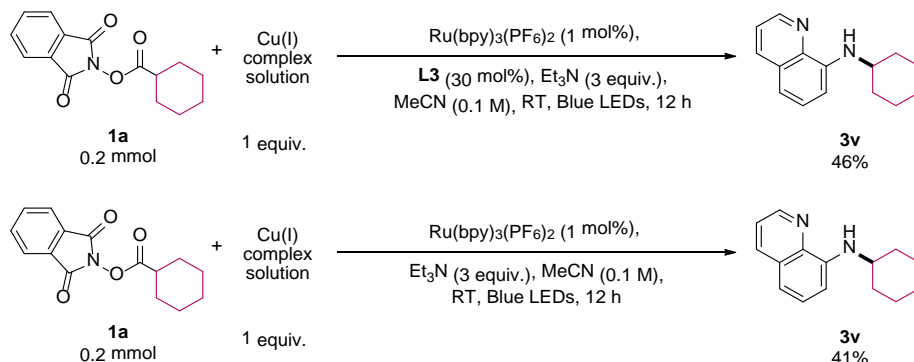 O
N
O
O
O
+
Cu(I)
complex
solution
1a
0.2 mmol
1 equiv.
Ru(bpy)3(PF6)2 (1 mol%),
L3 (30 mol%), Et3N (3 equiv.),
MeCN (0.1 M), RT, Blue LEDs, 12 h
N
HN
3v
46%
O
N
O
O
O
+
Cu(I)
complex
solution
1a
0.2 mmol
1 equiv.
Ru(bpy)3(PF6)2 (1 mol%),
Et3N (3 equiv.), MeCN (0.1 M),
RT, Blue LEDs, 12 h
N
HN
3v
41%